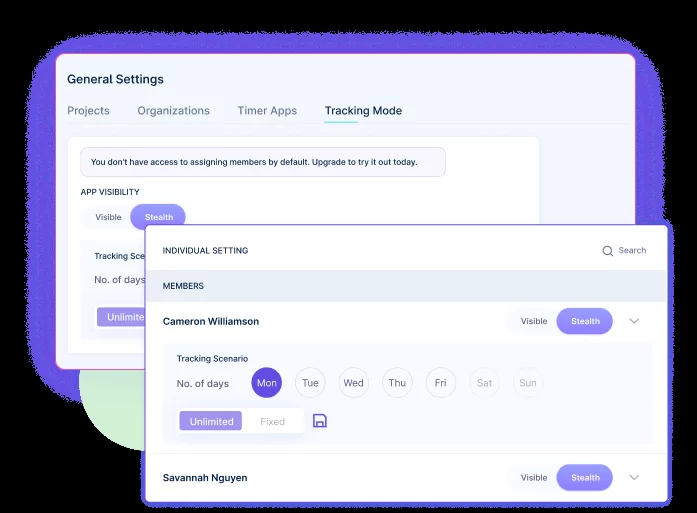 General Settings
Projects Organizations Timer Apps Tracking Mode
You don't have access to assigning members by default. Upgrade to try it out today.
APP VISIBILITY
Visible Stealth
Tracking Sce
No. of days
Unlimite
INDIVIDUAL SETTING Search
MEMBERS
Cameron Williamson Visible Stealth
Tracking Scenario
No. of days Mon Tue Wed Thu Fri Sat Sun
Unlimited Fixed
Savannah Nguyen Visible Stealth